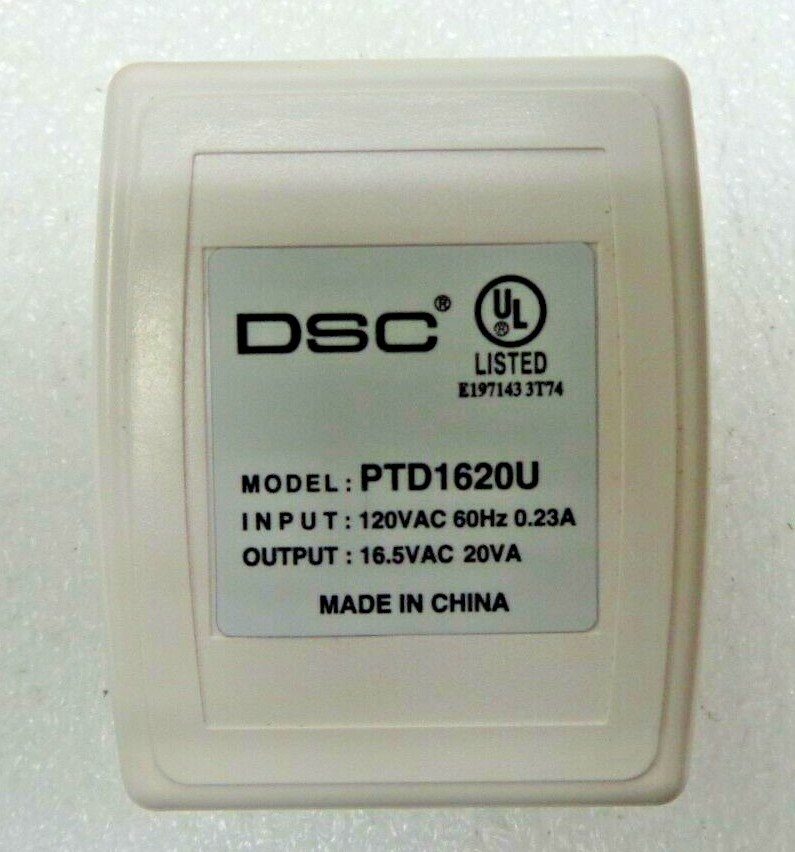 DSC®
UL
®
LISTED
E197143 3T74
MODEL: PTD1620U
INPUT: 120VAC 60Hz 0.23A
OUTPUT: 16.5VAC 20VA
MADE IN CHINA